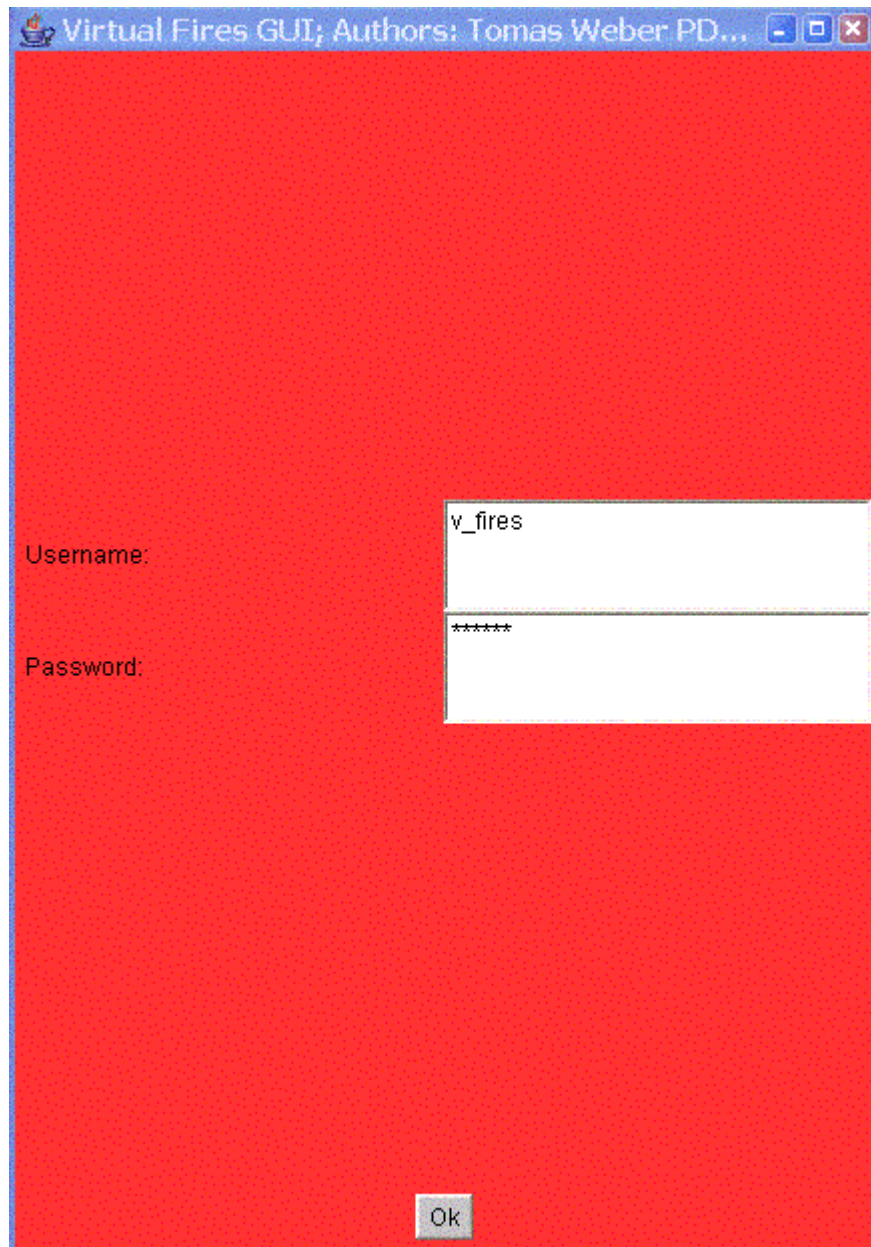 Virtual Fires GUI; Authors: Tomas Weber PD...
Username:
v_fires
Password:
******
Ok